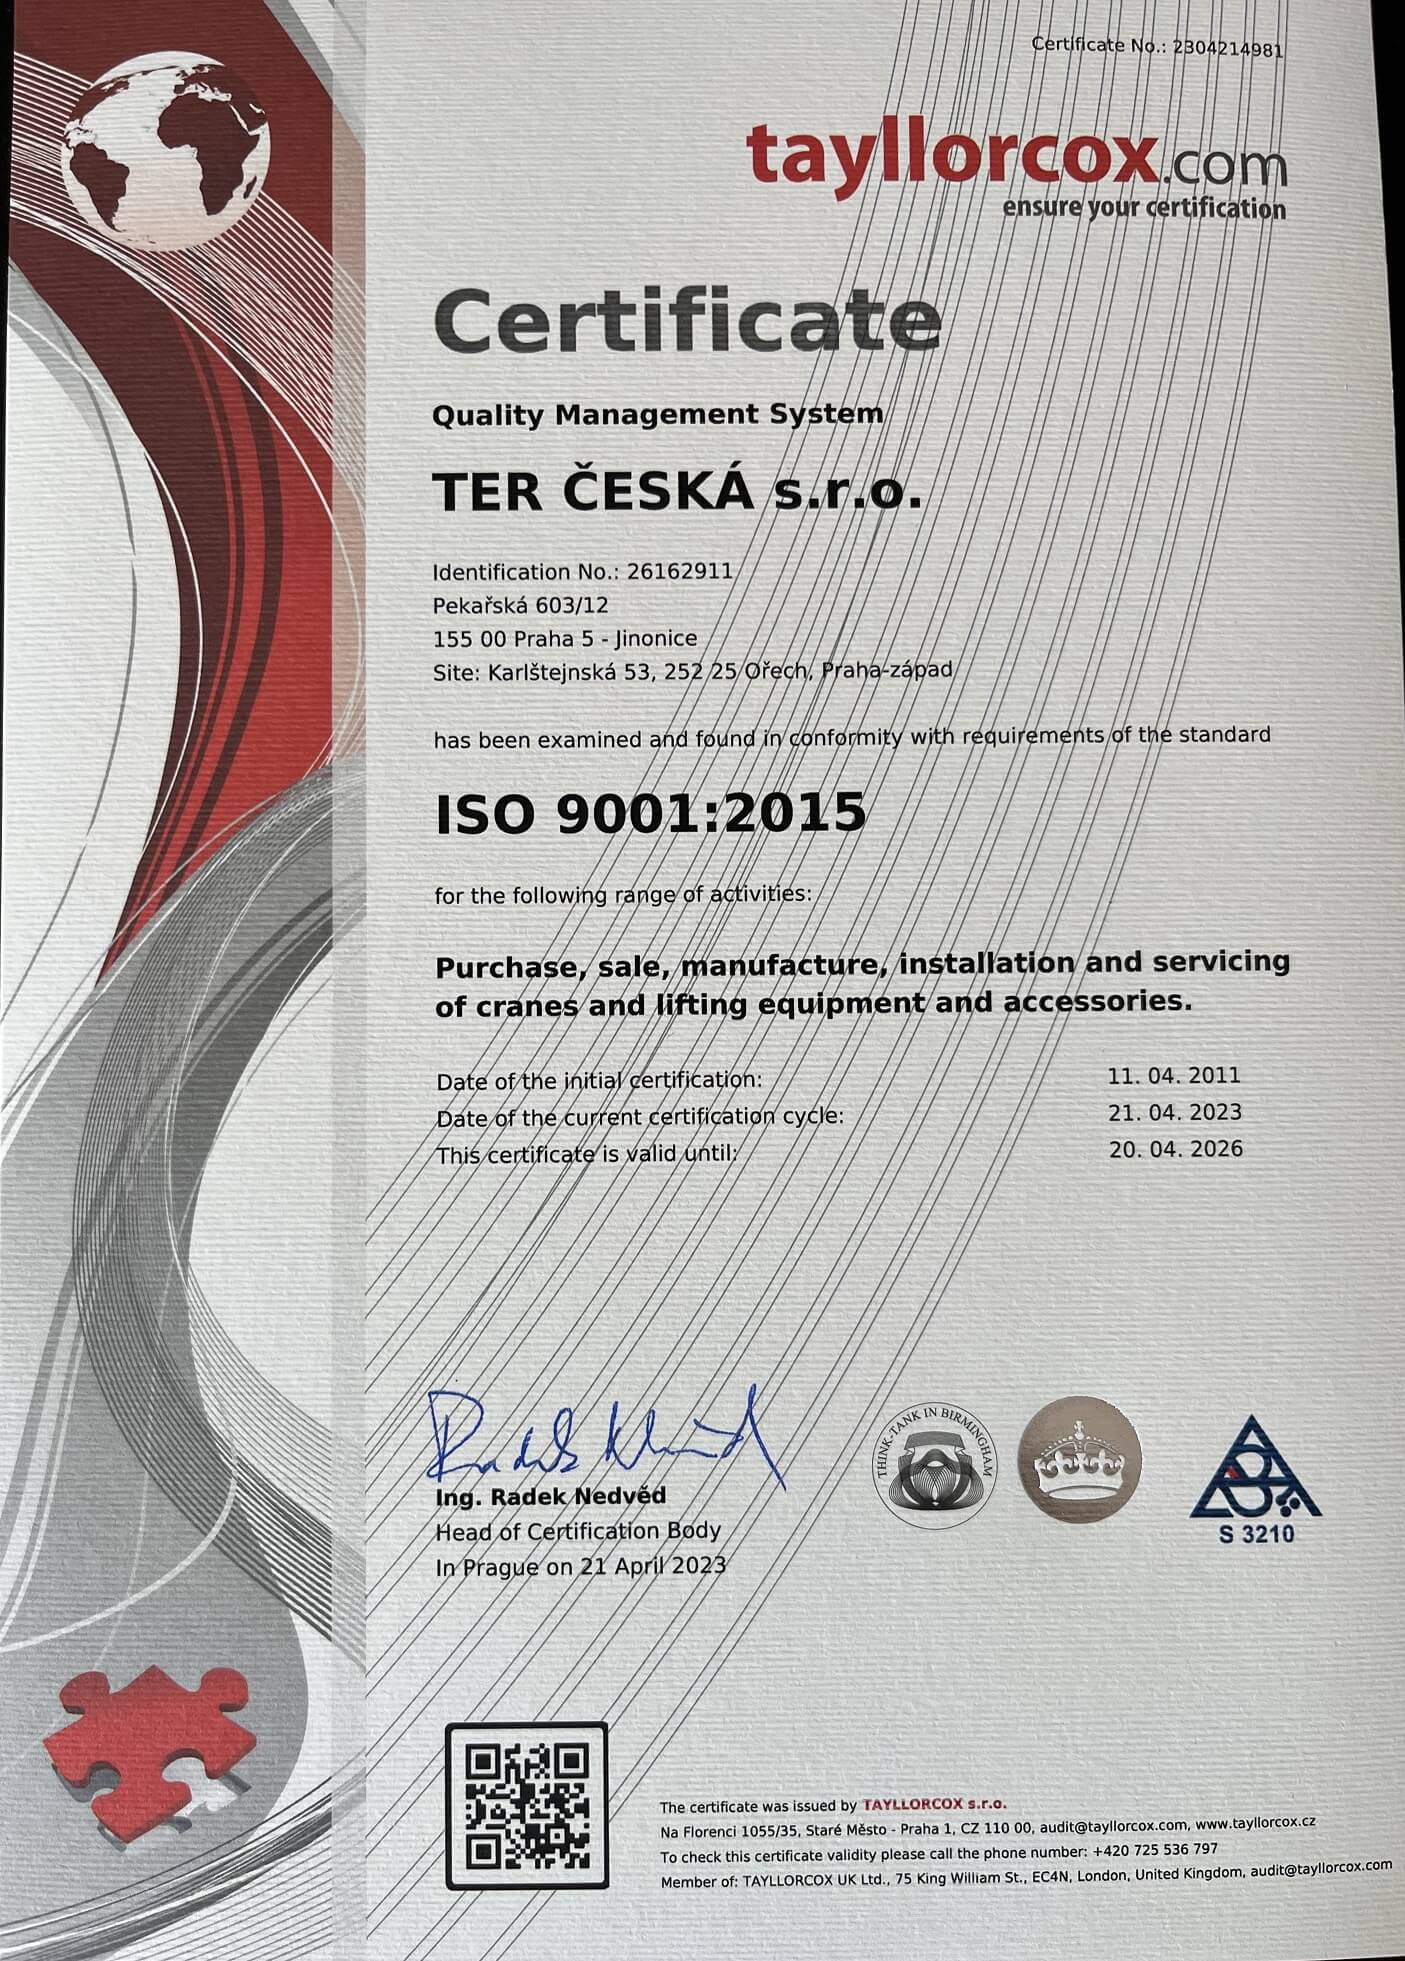 Certificate No.: 2304214981
tayllorcox.com
ensure your certification
Certificate
Quality Management System
TER ČESKÁ s.r.o.
Identification No.: 26162911
Pekařská 603/12
155 00 Praha 5 - Jinonice
Site: Karlštejnská 53, 252 25 Ořech, Praha-západ
has been examined and found in conformity with requirements of the standard
ISO 9001:2015
for the following range of activities:
Purchase, sale, manufacture, installation and servicing
of cranes and lifting equipment and accessories.
Date of the initial certification: 11. 04. 2011
Date of the current certification cycle: 21. 04. 2023
This certificate is valid until: 20. 04. 2026
THINK-TANK IN BIRMINGHAM
S 3210
Ing. Radek Nedvěd
Head of Certification Body
In Prague on 21 April 2023
The certificate was issued by TAYLLORCOX s.r.o.
Na Florenci 1055/35, Staré Město - Praha 1, CZ 110 00, audit@tayllorcox.com, www.tayllorcox.cz
To check this certificate validity please call the phone number: +420 725 536 797
Member of: TAYLLORCOX UK Ltd., 75 King William St., EC4N, London, United Kingdom, audit@tayllorcox.com